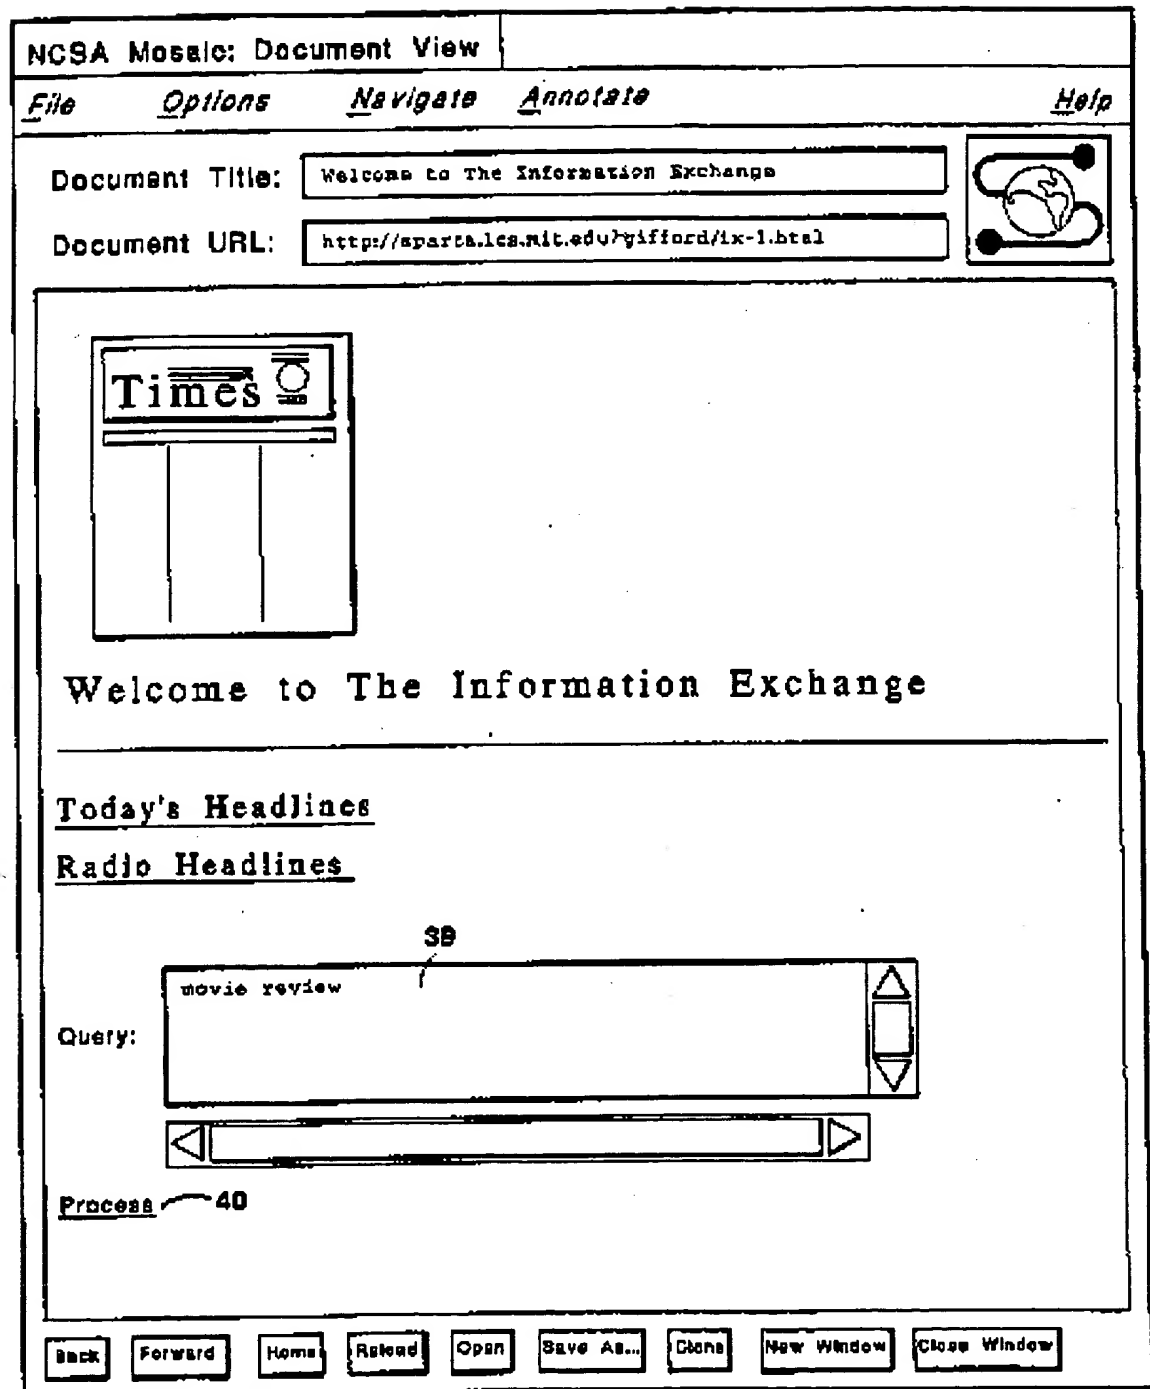 NCSA Mosaic: Document View
File Options Navigate Annotate Help
Document Title: Welcome to The Information Exchange
Document URL: http://sparta.lcs.mit.edu/~gifford/ix-1.html
Times
Welcome to The Information Exchange
Today's Headlines
Radio Headlines
38
movie review
Query:
Process 40
Back Forward Home Reload Open Save As... Clone New Window Close Window